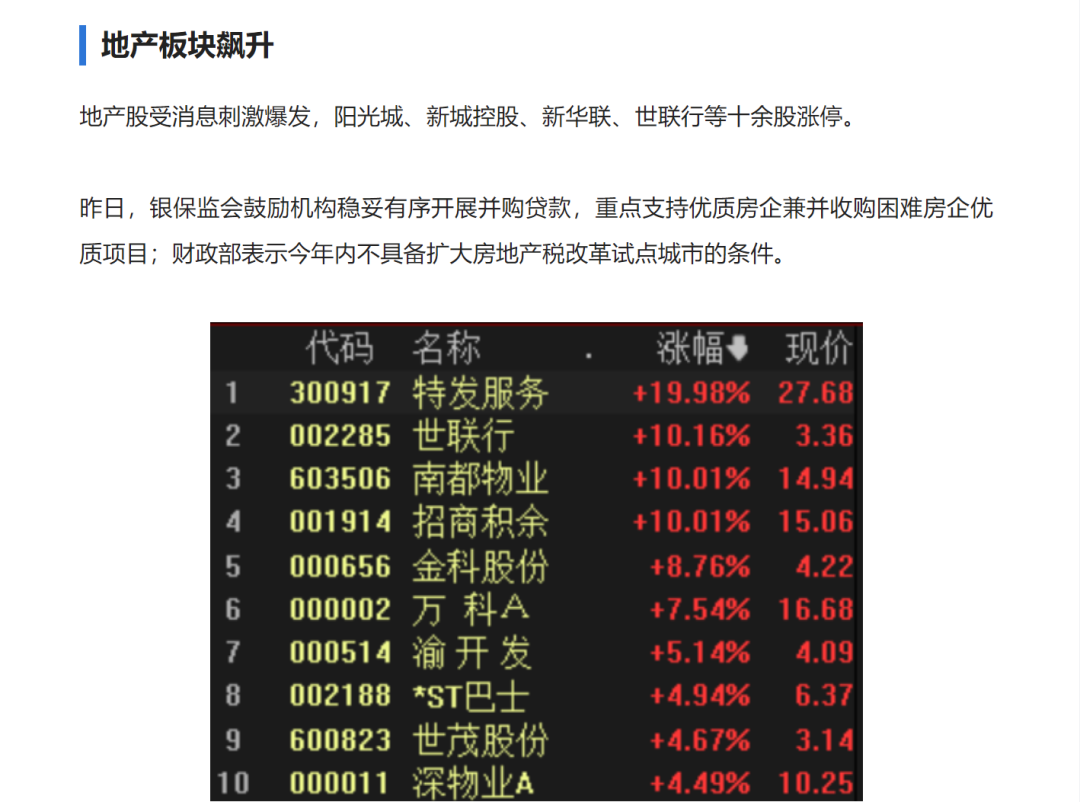 地产板块飙升
地产股受消息刺激爆发，阳光城、新城控股、新华联、世联行等十余股涨停。
昨日，银保监会鼓励机构稳妥有序开展并购贷款，重点支持优质房企兼并收购困难房企优
质项目；财政部表示今年内不具备扩大房地产税改革试点城市的条件。
代码 名称 . 涨幅⬇ 现价
1 300917 特发服务 +19.98% 27.68
2 002285 世联行 +10.16% 3.36
3 603506 南都物业 +10.01% 14.94
4 001914 招商积余 +10.01% 15.06
5 000656 金科股份 +8.76% 4.22
6 000002 万 科A +7.54% 16.68
7 000514 渝 开 发 +5.14% 4.09
8 002188 *ST巴士 +4.94% 6.37
9 600823 世茂股份 +4.67% 3.14
10 000011 深物业A +4.49% 10.25